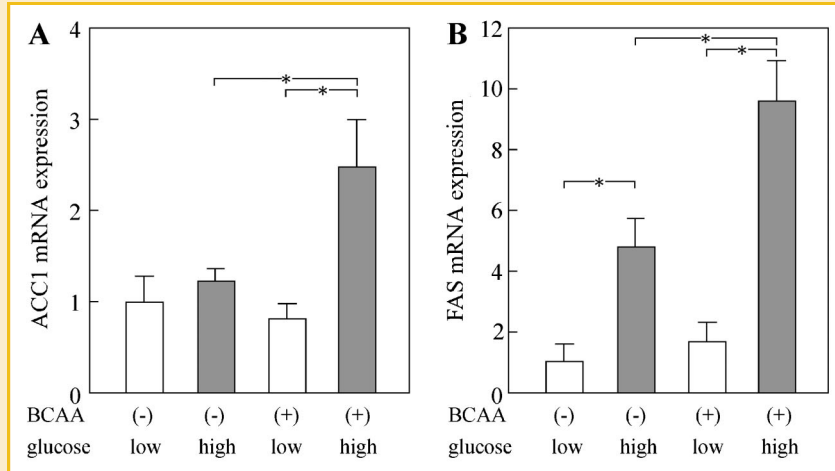 A
ACC1 mRNA expression
4
3
2
1
0
*
*
BCAA (-) (-) (+) (+)
glucose low high low high
B
FAS mRNA expression
12
10
8
6
4
2
0
*
*
*
BCAA (-) (-) (+) (+)
glucose low high low high